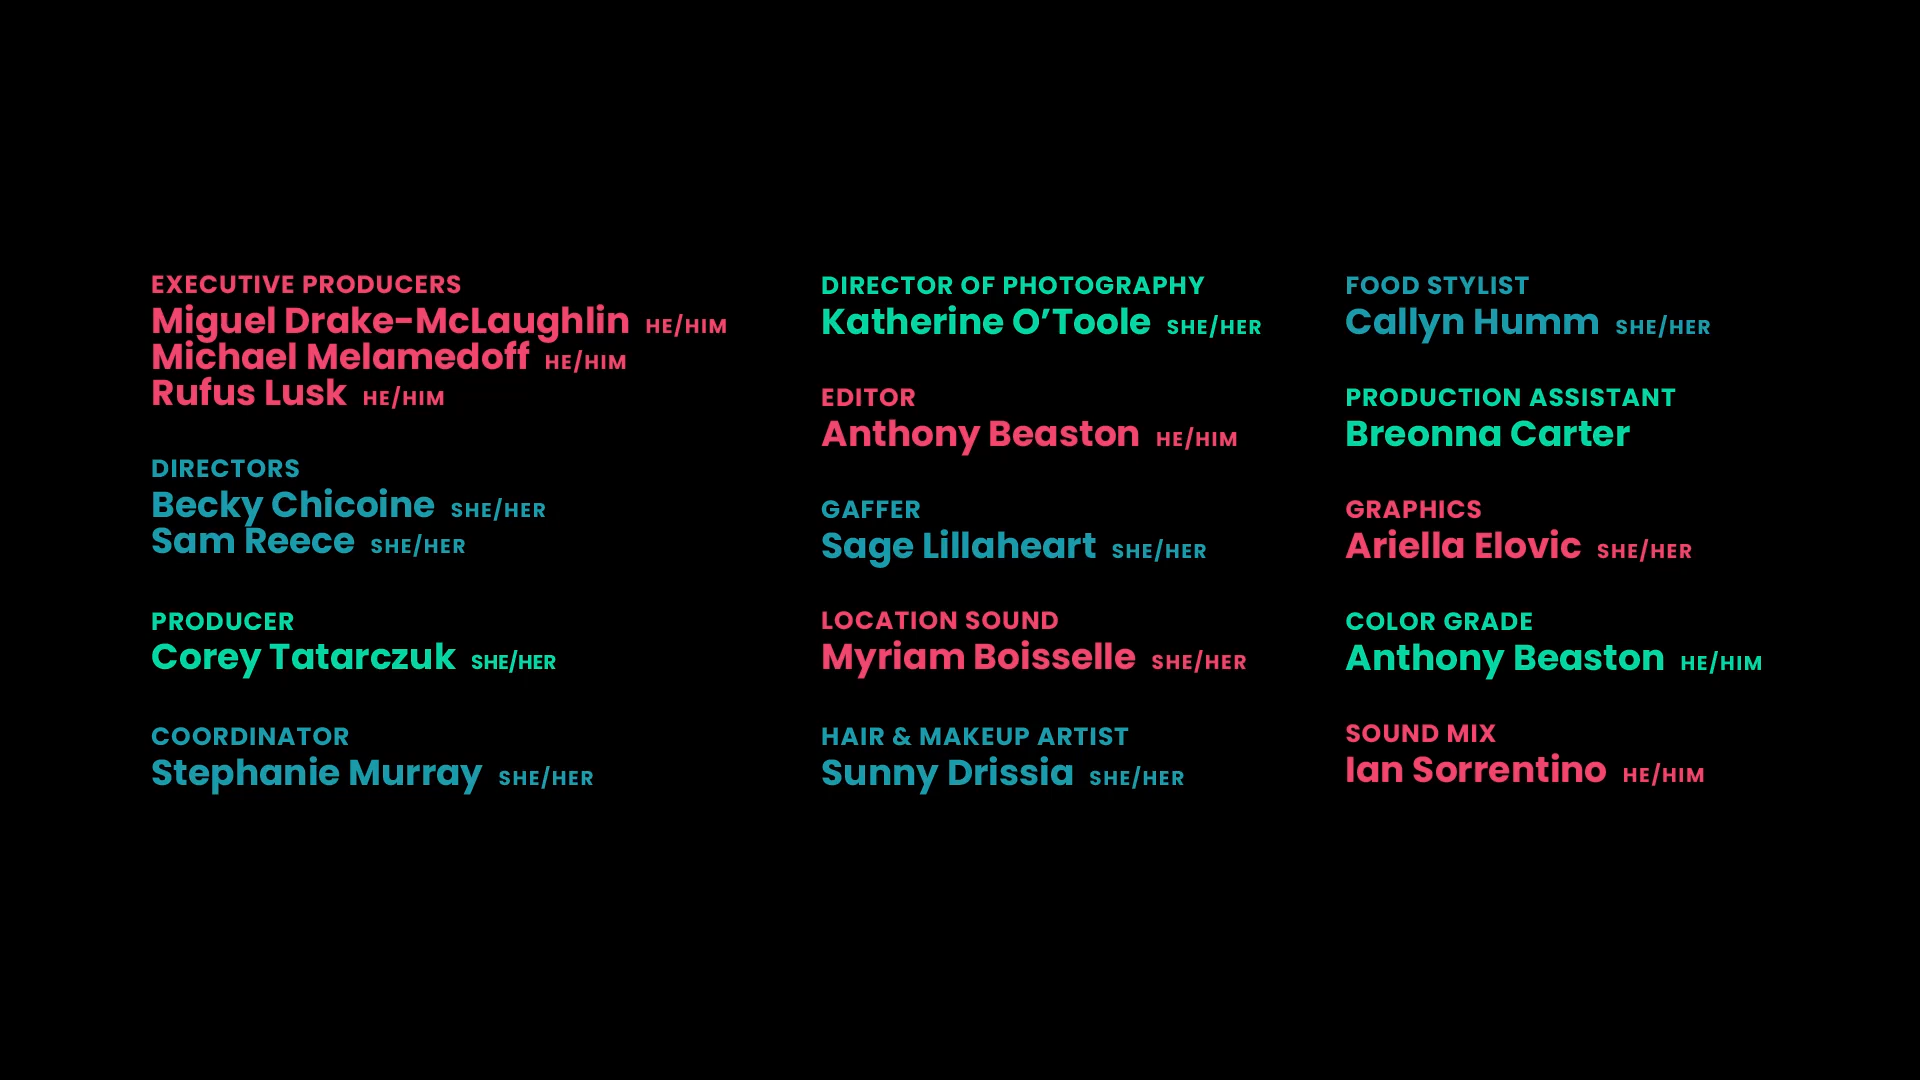 EXECUTIVE PRODUCERS
Miguel Drake-McLaughlin HE/HIM
Michael Melamedoff HE/HIM
Rufus Lusk HE/HIM
DIRECTORS
Becky Chicoine SHE/HER
Sam Reece SHE/HER
PRODUCER
Corey Tatarczuk SHE/HER
COORDINATOR
Stephanie Murray SHE/HER
DIRECTOR OF PHOTOGRAPHY
Katherine O’Toole SHE/HER
EDITOR
Anthony Beaston HE/HIM
GAFFER
Sage Lillaheart SHE/HER
LOCATION SOUND
Myriam Boisselle SHE/HER
HAIR & MAKEUP ARTIST
Sunny Drissia SHE/HER
FOOD STYLIST
Callyn Humm SHE/HER
PRODUCTION ASSISTANT
Breonna Carter
GRAPHICS
Ariella Elovic SHE/HER
COLOR GRADE
Anthony Beaston HE/HIM
SOUND MIX
Ian Sorrentino HE/HIM